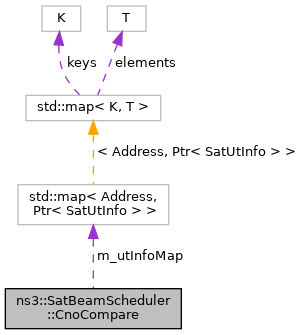 K
T
keys
elements
std::map< K, T >
< Address, Ptr< SatUtInfo > >
std::map< Address,
Ptr< SatUtInfo > >
m_utInfoMap
ns3::SatBeamScheduler
::CnoCompare